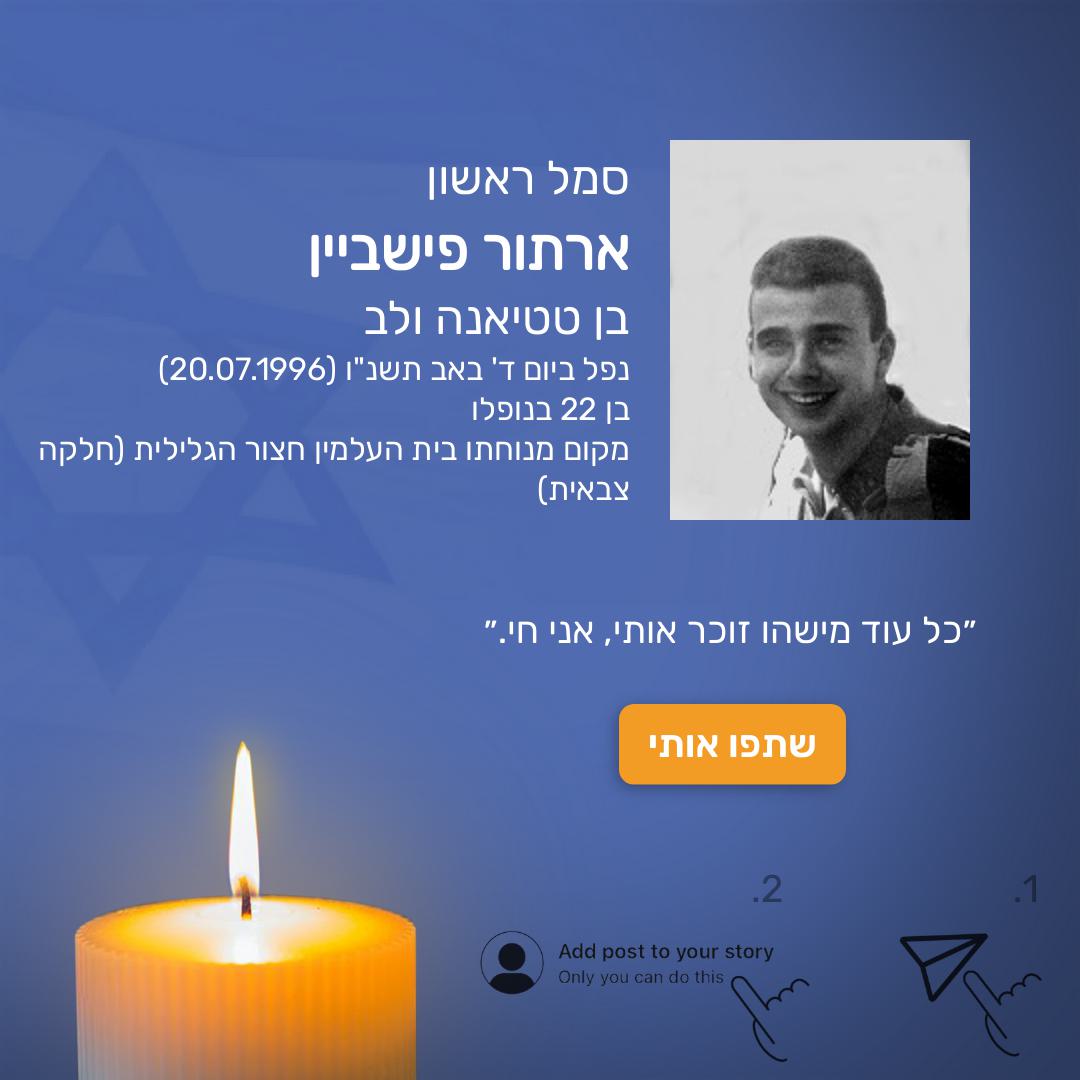 סמל ראשון
ארתור פישביין
בן טטיאנה ולב
נפל ביום ד' באב תשנ"ו (20.07.1996)
בן 22 בנופלו
מקום מנוחתו בית העלמין חצור הגלילית (חלקה
צבאית)
״כל עוד מישהו זוכר אותי, אני חי.״
שתפו אותי
.1
.2
Add post to your story
Only you can do this